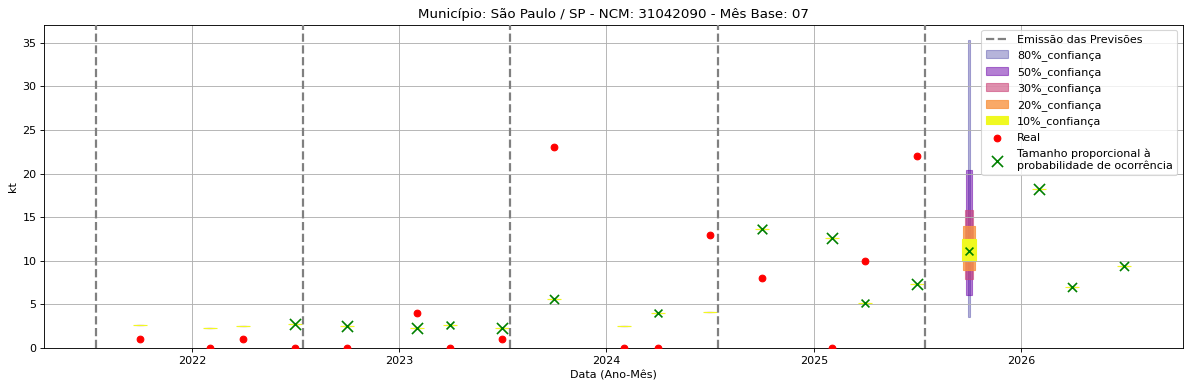 Município: São Paulo / SP - NCM: 31042090 - Mês Base: 07
35
30
25
20
15
10
5
0
kt
2022
2023
2024
2025
2026
Data (Ano-Mês)
Emissão das Previsões
80%_confiança
50%_confiança
30%_confiança
20%_confiança
10%_confiança
Real
Tamanho proporcional à
probabilidade de ocorrência